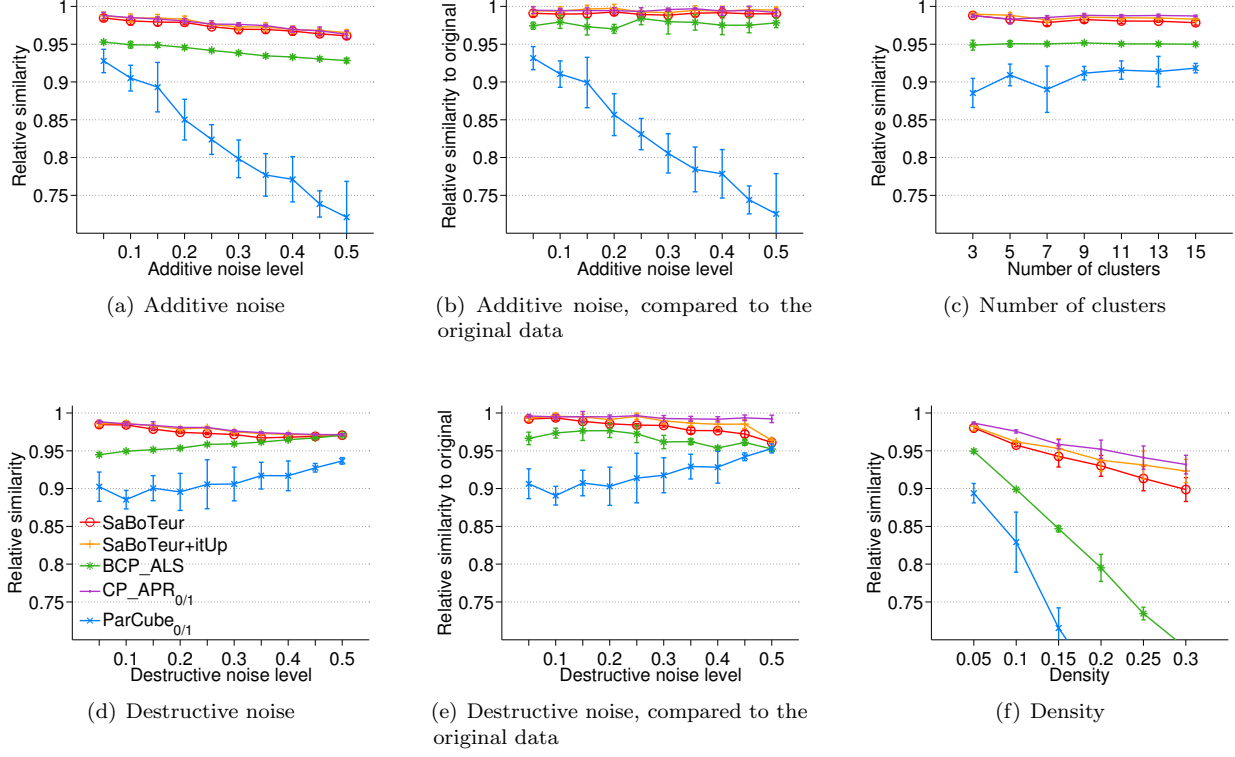 1
0.95
0.9
0.85
0.8
0.75
Relative similarity
0.1 0.2 0.3 0.4 0.5
Additive noise level
(a) Additive noise
1
0.95
0.9
0.85
0.8
0.75
Relative similarity to original
0.1 0.2 0.3 0.4 0.5
Additive noise level
(b) Additive noise, compared to the
original data
1
0.95
0.9
0.85
0.8
0.75
Relative similarity
3 5 7 9 11 13 15
Number of clusters
(c) Number of clusters
1
0.95
0.9
0.85
0.8
0.75
Relative similarity
SaBoTeur
SaBoTeur+itUp
BCP_ALS
CP_APR0/1
ParCube0/1
0.1 0.2 0.3 0.4 0.5
Destructive noise level
(d) Destructive noise
1
0.95
0.9
0.85
0.8
0.75
Relative similarity to original
0.1 0.2 0.3 0.4 0.5
Destructive noise level
(e) Destructive noise, compared to the
original data
1
0.95
0.9
0.85
0.8
0.75
Relative similarity
0.05 0.1 0.15 0.2 0.25 0.3
Density
(f) Density